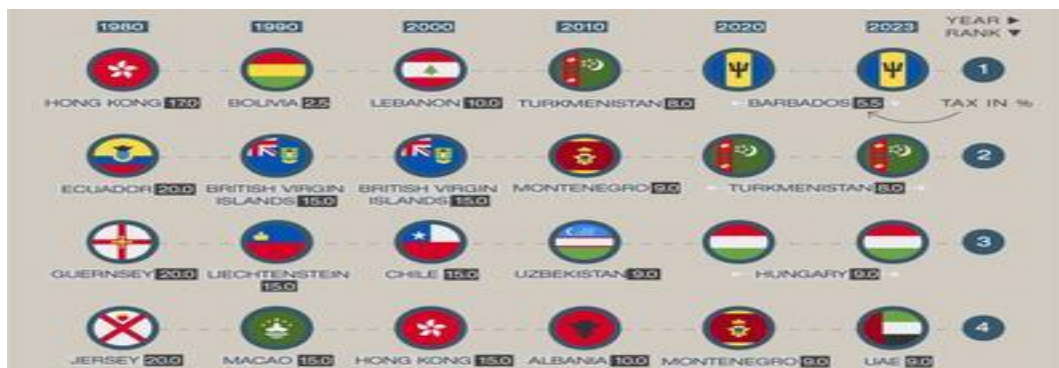 1980 1990 2000 2010 2020 2023 YEAR ▶
RANK ▼
1
HONG KONG 17.0 BOLIVIA 2.5 LEBANON 10.0 TURKMENISTAN 8.0 BARBADOS 5.5 TAX IN %
2
ECUADOR 20.0 BRITISH VIRGIN BRITISH VIRGIN MONTENEGRO 9.0 TURKMENISTAN 8.0
ISLANDS 15.0 ISLANDS 15.0
3
GUERNSEY 20.0 LIECHTENSTEIN CHILE 15.0 UZBEKISTAN 9.0 HUNGARY 9.0
15.0
4
JERSEY 20.0 MACAO 15.0 HONG KONG 15.0 ALBANIA 10.0 MONTENEGRO 9.0 UAE 9.0